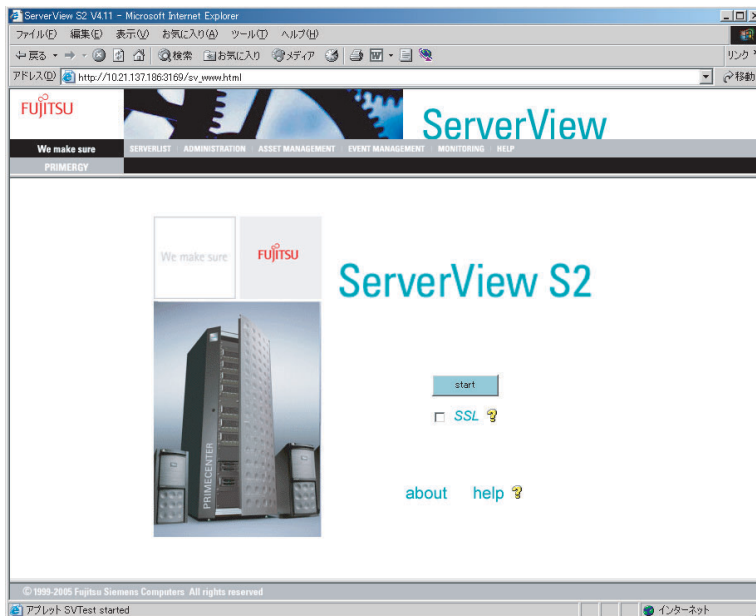 ServerView S2 V4.11 - Microsoft Internet Explorer
ファイル(F) 編集(E) 表示(V) お気に入り(A) ツール(T) ヘルプ(H)
戻る 検索 お気に入り メディア リンク
アドレス(D) http://10.21.137.186:3169/sv_www.html 移動
FUJITSU
ServerView
We make sure SERVERLIST ADMINISTRATION ASSET MANAGEMENT EVENT MANAGEMENT MONITORING HELP
PRIMERGY
We make sure FUJITSU
ServerView S2
PRIMECENTER
start
SSL ?
about help ?
© 1999-2005 Fujitsu Siemens Computers All rights reserved
アプレット SVTest started インターネット